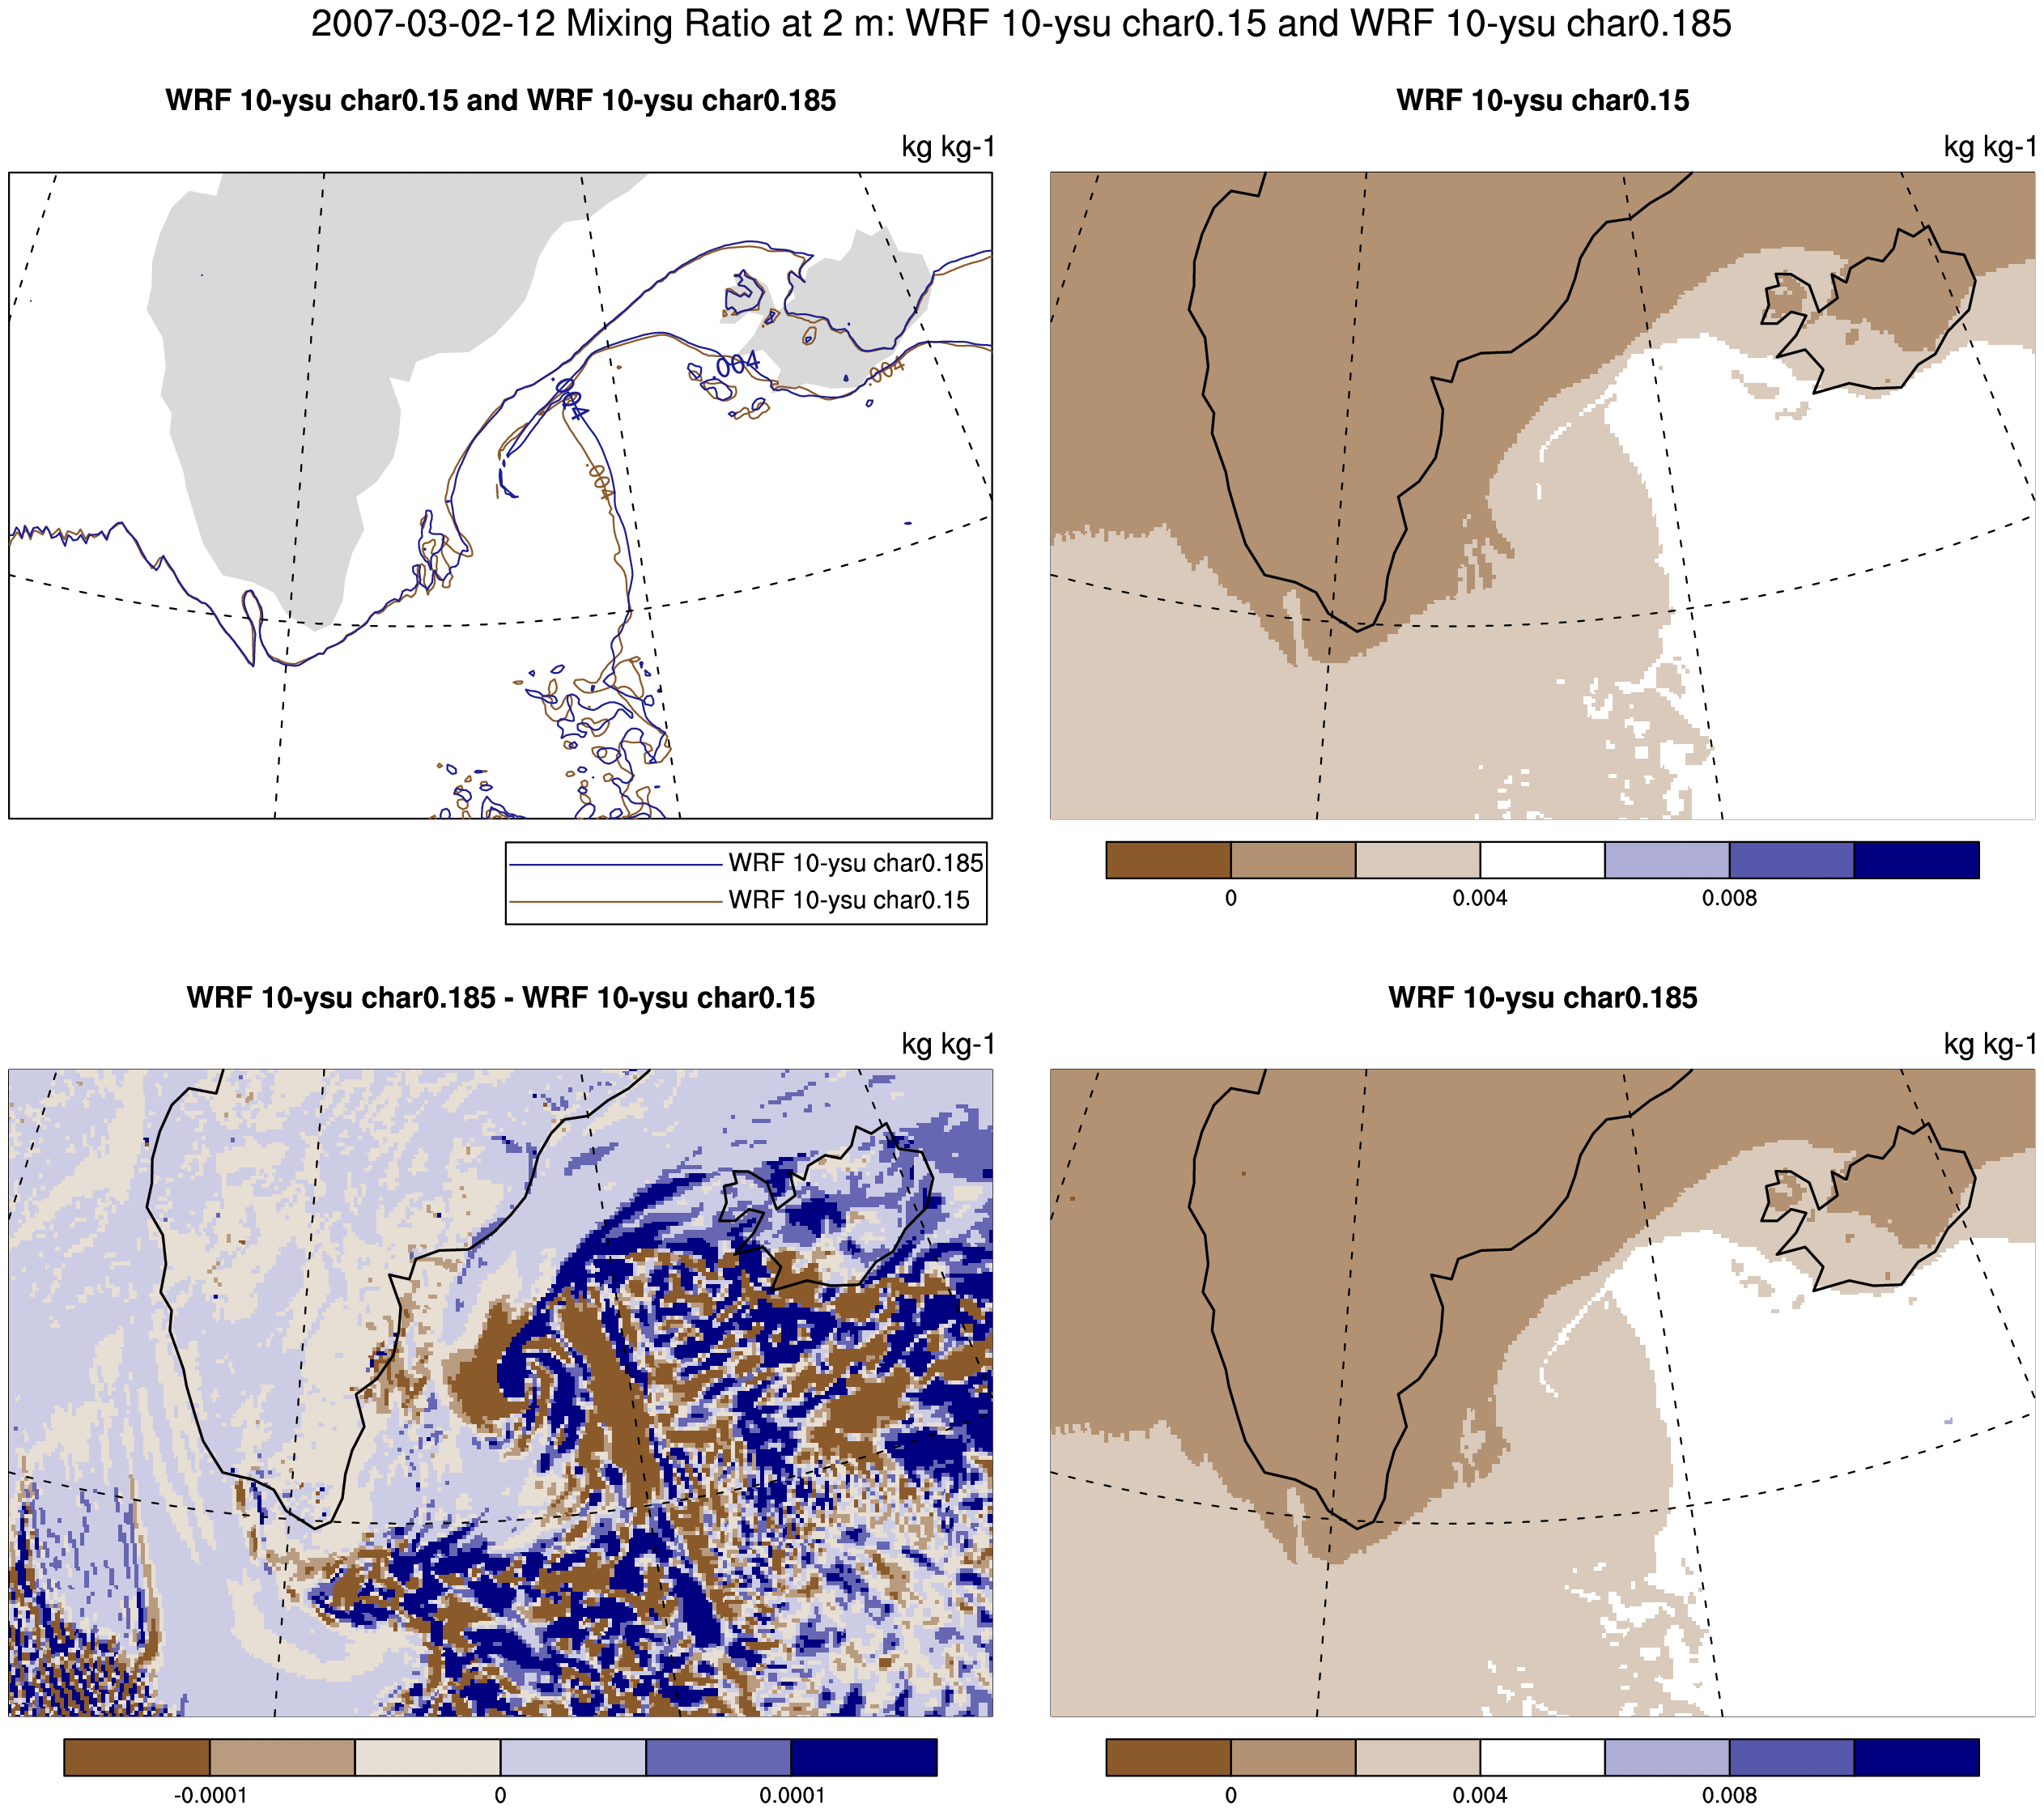 2007-03-02-12 Mixing Ratio at 2 m: WRF 10-ysu char0.15 and WRF 10-ysu char0.185
WRF 10-ysu char0.15 and WRF 10-ysu char0.185
kg kg-1
.004
.004
.004
WRF 10-ysu char0.185
WRF 10-ysu char0.15
WRF 10-ysu char0.15
kg kg-1
0 0.004 0.008
WRF 10-ysu char0.185 - WRF 10-ysu char0.15
kg kg-1
-0.0001 0 0.0001
WRF 10-ysu char0.185
kg kg-1
0 0.004 0.008